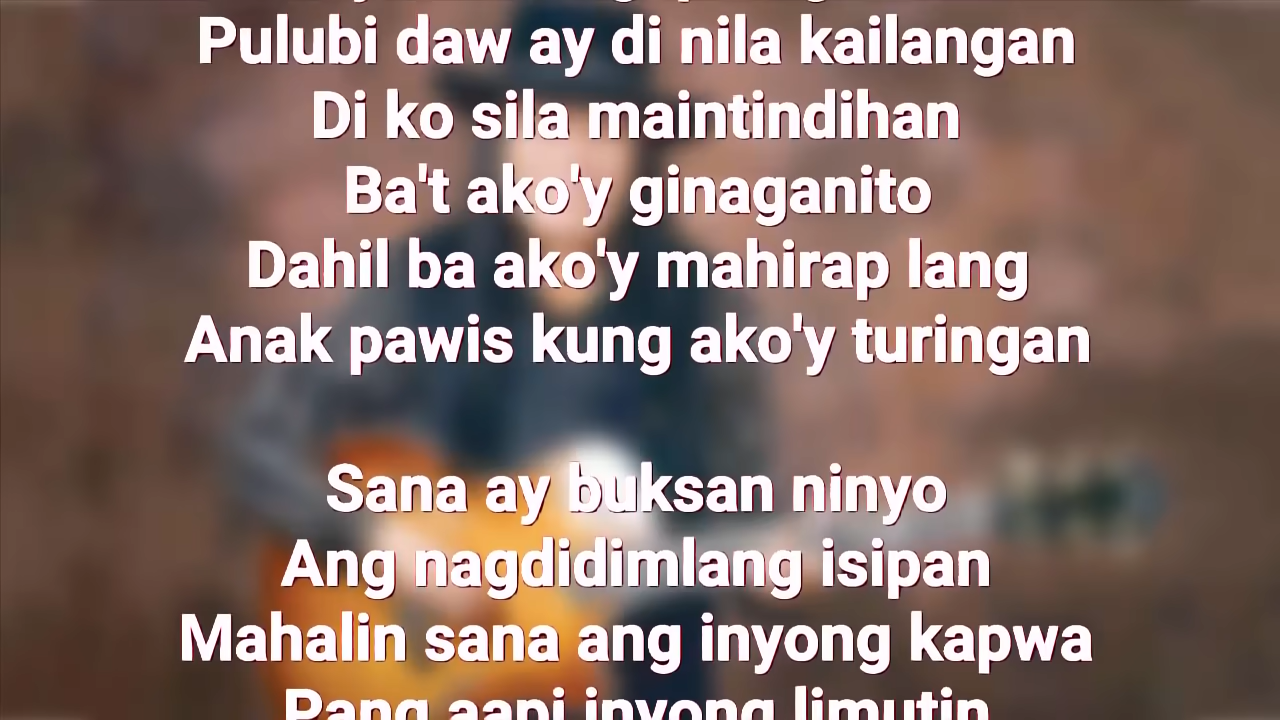 Pulubi daw ay di nila kailangan
Di ko sila maintindihan
Ba't ako'y ginaganito
Dahil ba ako'y mahirap lang
Anak pawis kung ako'y turingan
Sana ay buksan ninyo
Ang nagdidimlang isipan
Mahalin sana ang inyong kapwa
Pang aapi inyong limutin